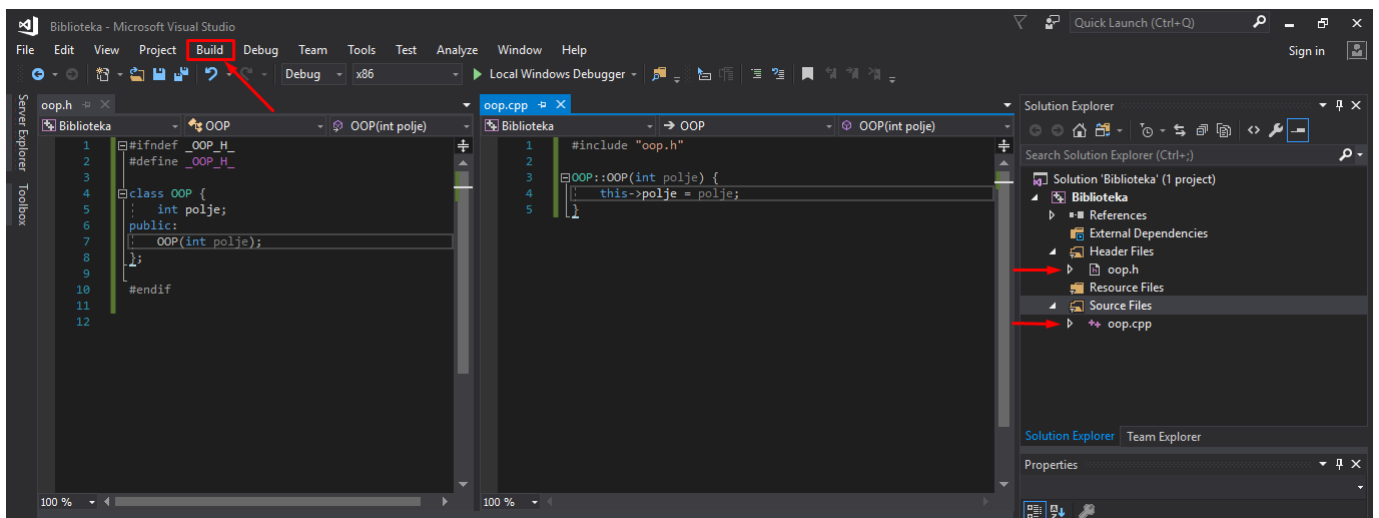 Biblioteka - Microsoft Visual Studio
Quick Launch (Ctrl+Q)
File Edit View Project Build Debug Team Tools Test Analyze Window Help
Sign in
Debug x86 Local Windows Debugger
Server Explorer
Toolbox
oop.h
Biblioteka OOP OOP(int polje)
1 #ifndef _OOP_H_
2 #define _OOP_H_
3
4 class OOP {
5 int polje;
6 public:
7 OOP(int polje);
8 };
9
10 #endif
11
12
100 %
oop.cpp
Biblioteka OOP OOP(int polje)
1 #include "oop.h"
2
3 OOP::OOP(int polje) {
4 this->polje = polje;
5 }
100 %
Solution Explorer
Search Solution Explorer (Ctrl+;)
Solution 'Biblioteka' (1 project)
Biblioteka
References
External Dependencies
Header Files
oop.h
Resource Files
Source Files
oop.cpp
Solution Explorer Team Explorer
Properties